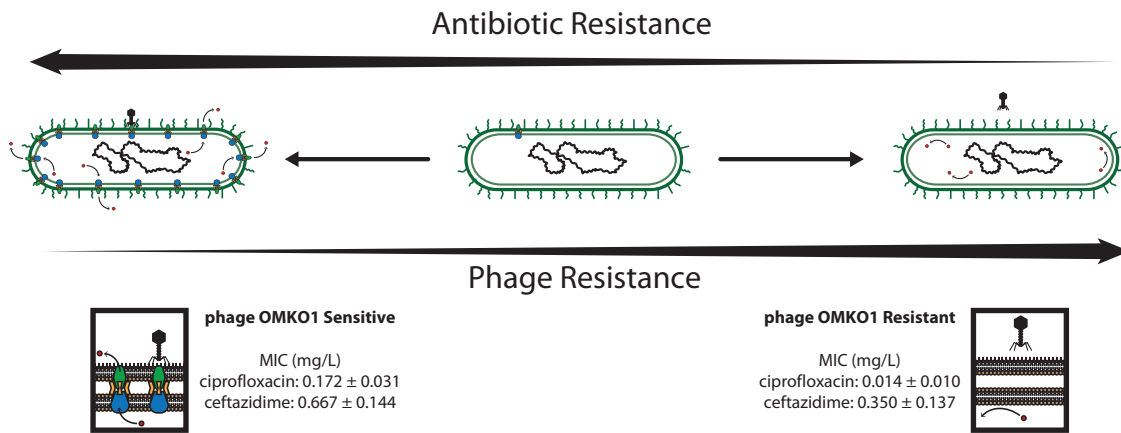 Antibiotic Resistance
Phage Resistance
phage OMKO1 Sensitive
MIC (mg/L)
ciprofloxacin: 0.172 ± 0.031
ceftazidime: 0.667 ± 0.144
phage OMKO1 Resistant
MIC (mg/L)
ciprofloxacin: 0.014 ± 0.010
ceftazidime: 0.350 ± 0.137